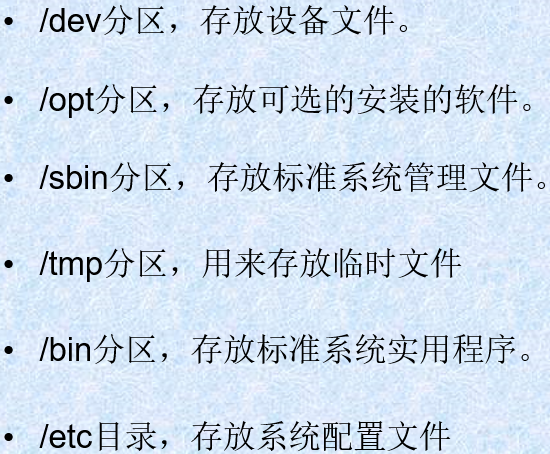 • /dev分区，存放设备文件。
• /opt分区，存放可选的安装的软件。
• /sbin分区，存放标准系统管理文件。
• /tmp分区，用来存放临时文件
• /bin分区，存放标准系统实用程序。
• /etc目录，存放系统配置文件